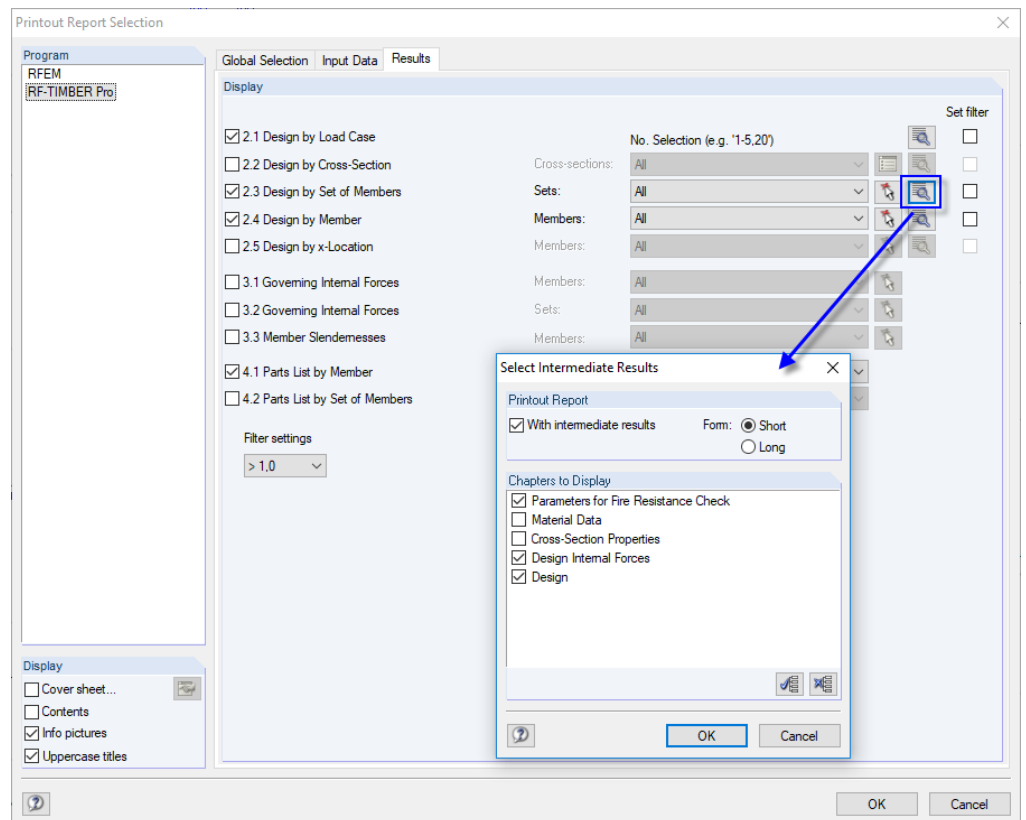 Printout Report Selection
Program
RFEM
RF-TIMBER Pro
Global Selection Input Data Results
Display
Set filter
2.1 Design by Load Case No. Selection (e.g. '1-5,20')
2.2 Design by Cross-Section Cross-sections: All
2.3 Design by Set of Members Sets: All
2.4 Design by Member Members: All
2.5 Design by x-Location Members: All
3.1 Governing Internal Forces Members: All
3.2 Governing Internal Forces Sets: All
3.3 Member Slendernesses Members: All
4.1 Parts List by Member
4.2 Parts List by Set of Members
Filter settings
> 1,0
Select Intermediate Results
Printout Report
With intermediate results Form: Short
Long
Chapters to Display
Parameters for Fire Resistance Check
Material Data
Cross-Section Properties
Design Internal Forces
Design
OK Cancel
Display
Cover sheet...
Contents
Info pictures
Uppercase titles
OK Cancel